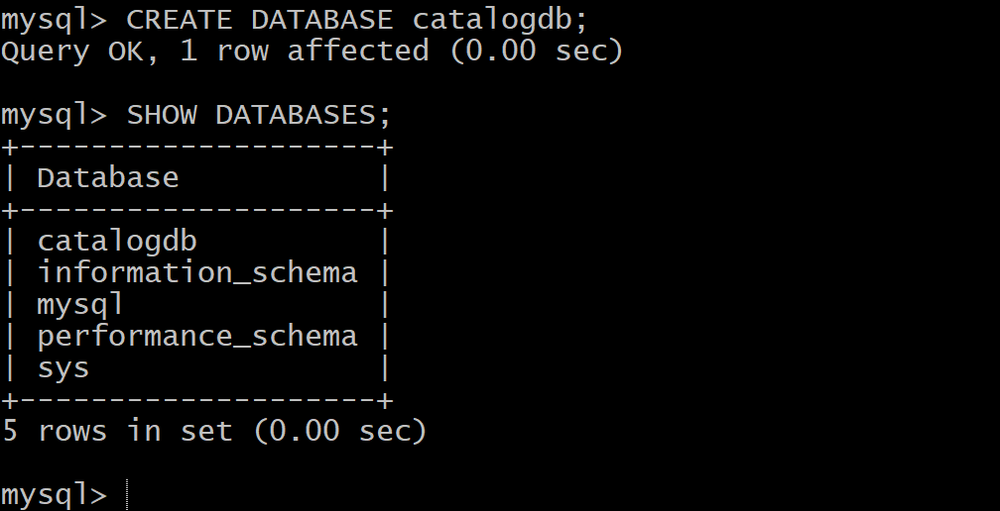 mysql> CREATE DATABASE catalogdb;
Query OK, 1 row affected (0.00 sec)
mysql> SHOW DATABASES;
+--------------------+
| Database           |
+--------------------+
| catalogdb          |
| information_schema |
| mysql              |
| performance_schema |
| sys                |
+--------------------+
5 rows in set (0.00 sec)
mysql>